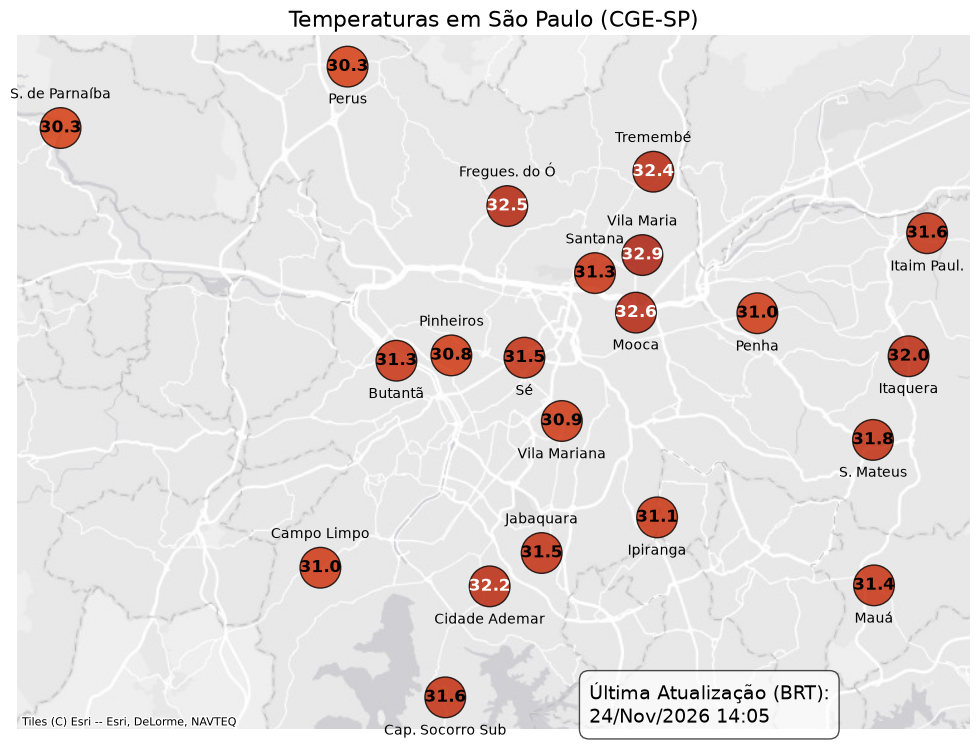 Temperaturas em São Paulo (CGE-SP)
30.3
Perus
S. de Parnaíba
30.3
Tremembé
32.4
Fregues. do Ó
32.5
Vila Maria
32.9
Santana
31.3
31.6
Itaim Paul.
32.6
Mooca
31.0
Penha
Pinheiros
30.8
31.3
Butantã
31.5
Sé
32.0
Itaquera
30.9
Vila Mariana
31.8
S. Mateus
Jabaquara
31.5
31.1
Ipiranga
Campo Limpo
31.0
32.2
Cidade Ademar
31.4
Mauá
31.6
Cap. Socorro Sub
Última Atualização (BRT):
24/Nov/2026 14:05
Tiles (C) Esri -- Esri, DeLorme, NAVTEQ